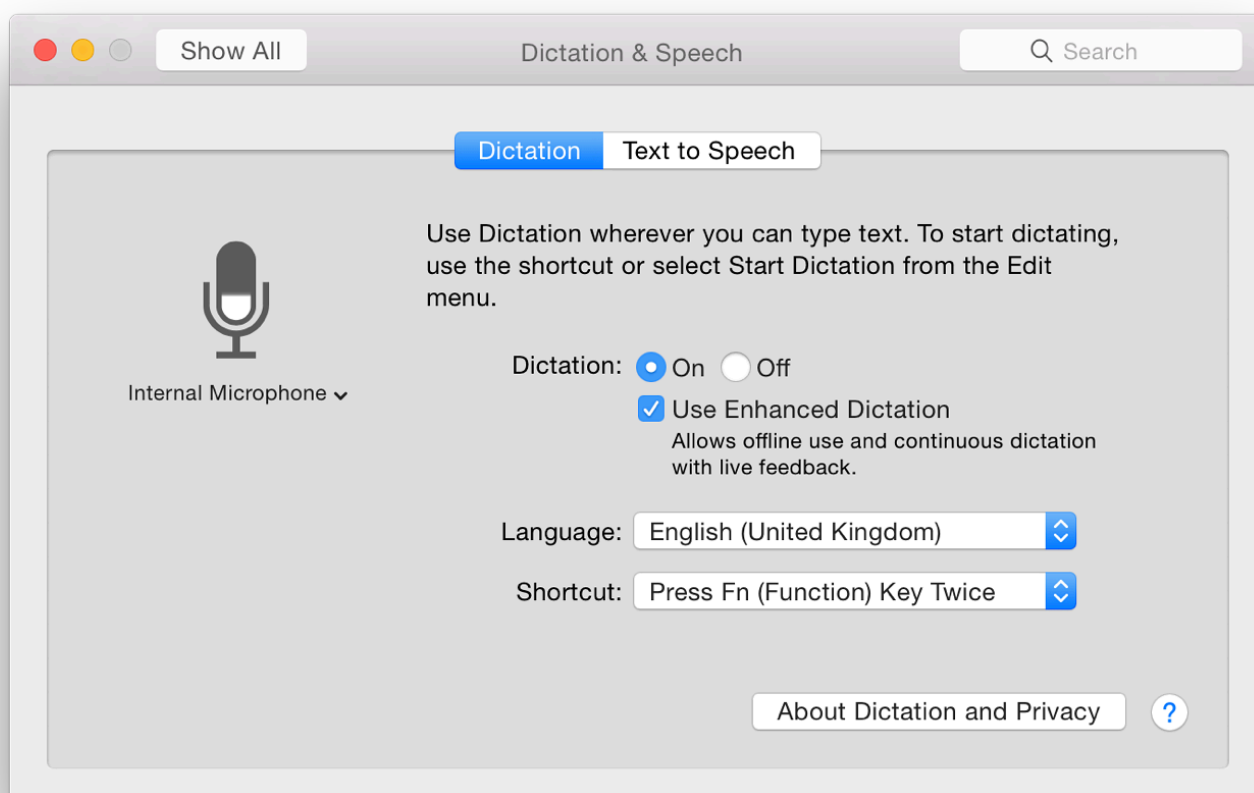 Show All
Dictation & Speech
Search
Dictation
Text to Speech
Use Dictation wherever you can type text. To start dictating,
use the shortcut or select Start Dictation from the Edit
menu.
Internal Microphone
Dictation: On Off
Use Enhanced Dictation
Allows offline use and continuous dictation
with live feedback.
Language: English (United Kingdom)
Shortcut: Press Fn (Function) Key Twice
About Dictation and Privacy ?